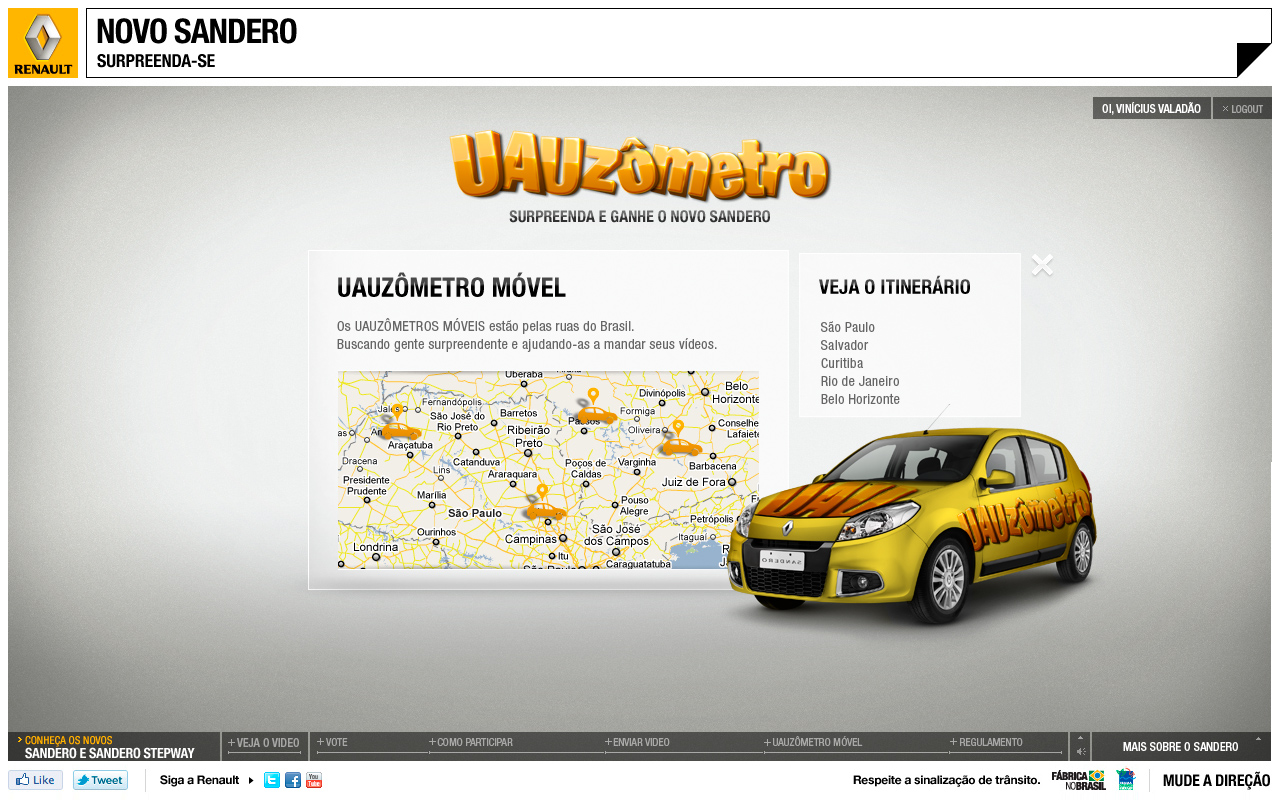 RENAULT
NOVO SANDERO
SURPREENDA-SE
OI, VINÍCIUS VALADÃO
LOGOUT
UAUzômetro
SURPREENDA E GANHE O NOVO SANDERO
UAUZÔMETRO MÓVEL
Os UAUZÔMETROS MÓVEIS estão pelas ruas do Brasil.
Buscando gente surpreendente e ajudando-as a mandar seus vídeos.
VEJA O ITINERÁRIO
São Paulo
Salvador
Curitiba
Rio de Janeiro
Belo Horizonte
Uberaba
Divinópolis
Belo
Horizonte
Fernandópolis
São José do
Rio Preto
Barretos
Formiga
Oliveira
Conselhe
Lafaiete
Araçatuba
Ribeirão
Preto
Dracena
Lins
Catanduva
Poços de
Caldas
Varginha
Barbacena
Presidente
Prudente
Araraquara
Juiz de Fora
Marília
São Paulo
Pouso
Alegre
Petrópolis
Ourinhos
Campinas
São José
dos Campos
Itaguaí
Londrina
Itu
São Paulo
Caraguatatuba
UAU
UAUzômetro
SANDERO
CONHEÇA OS NOVOS
SANDERO E SANDERO STEPWAY
VEJA O VIDEO
VOTE
COMO PARTICIPAR
ENVIAR VIDEO
UAUZÔMETRO MÓVEL
REGULAMENTO
MAIS SOBRE O SANDERO
Like
Tweet
Siga a Renault
You
Tube
Respeite a sinalização de trânsito.
FÁBRICA
NO BRASIL
MUDE A DIREÇÃO